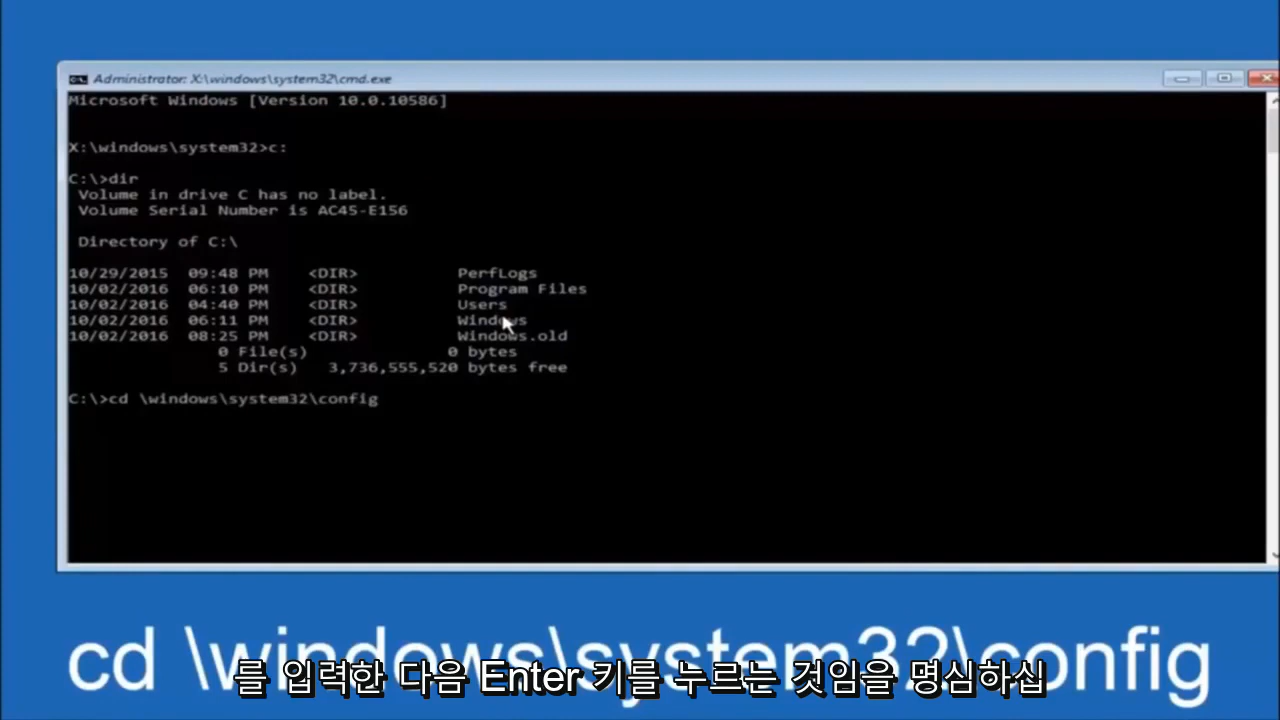 Administrator: X:\windows\system32\cmd.exe
Microsoft Windows [Version 10.0.10586]
X:\windows\system32>c:
C:\>dir
Volume in drive C has no label.
Volume Serial Number is AC45-E156
Directory of C:\
10/29/2015 09:48 PM <DIR> PerfLogs
10/02/2016 06:10 PM <DIR> Program Files
10/02/2016 04:40 PM <DIR> Users
10/02/2016 06:11 PM <DIR> Windows
10/02/2016 08:25 PM <DIR> Windows.old
0 File(s) 0 bytes
5 Dir(s) 3,736,555,520 bytes free
C:\>cd \windows\system32\config
cd \windows\system32\config
를 입력한 다음 Enter 키를 누르는 것임을 명심하십